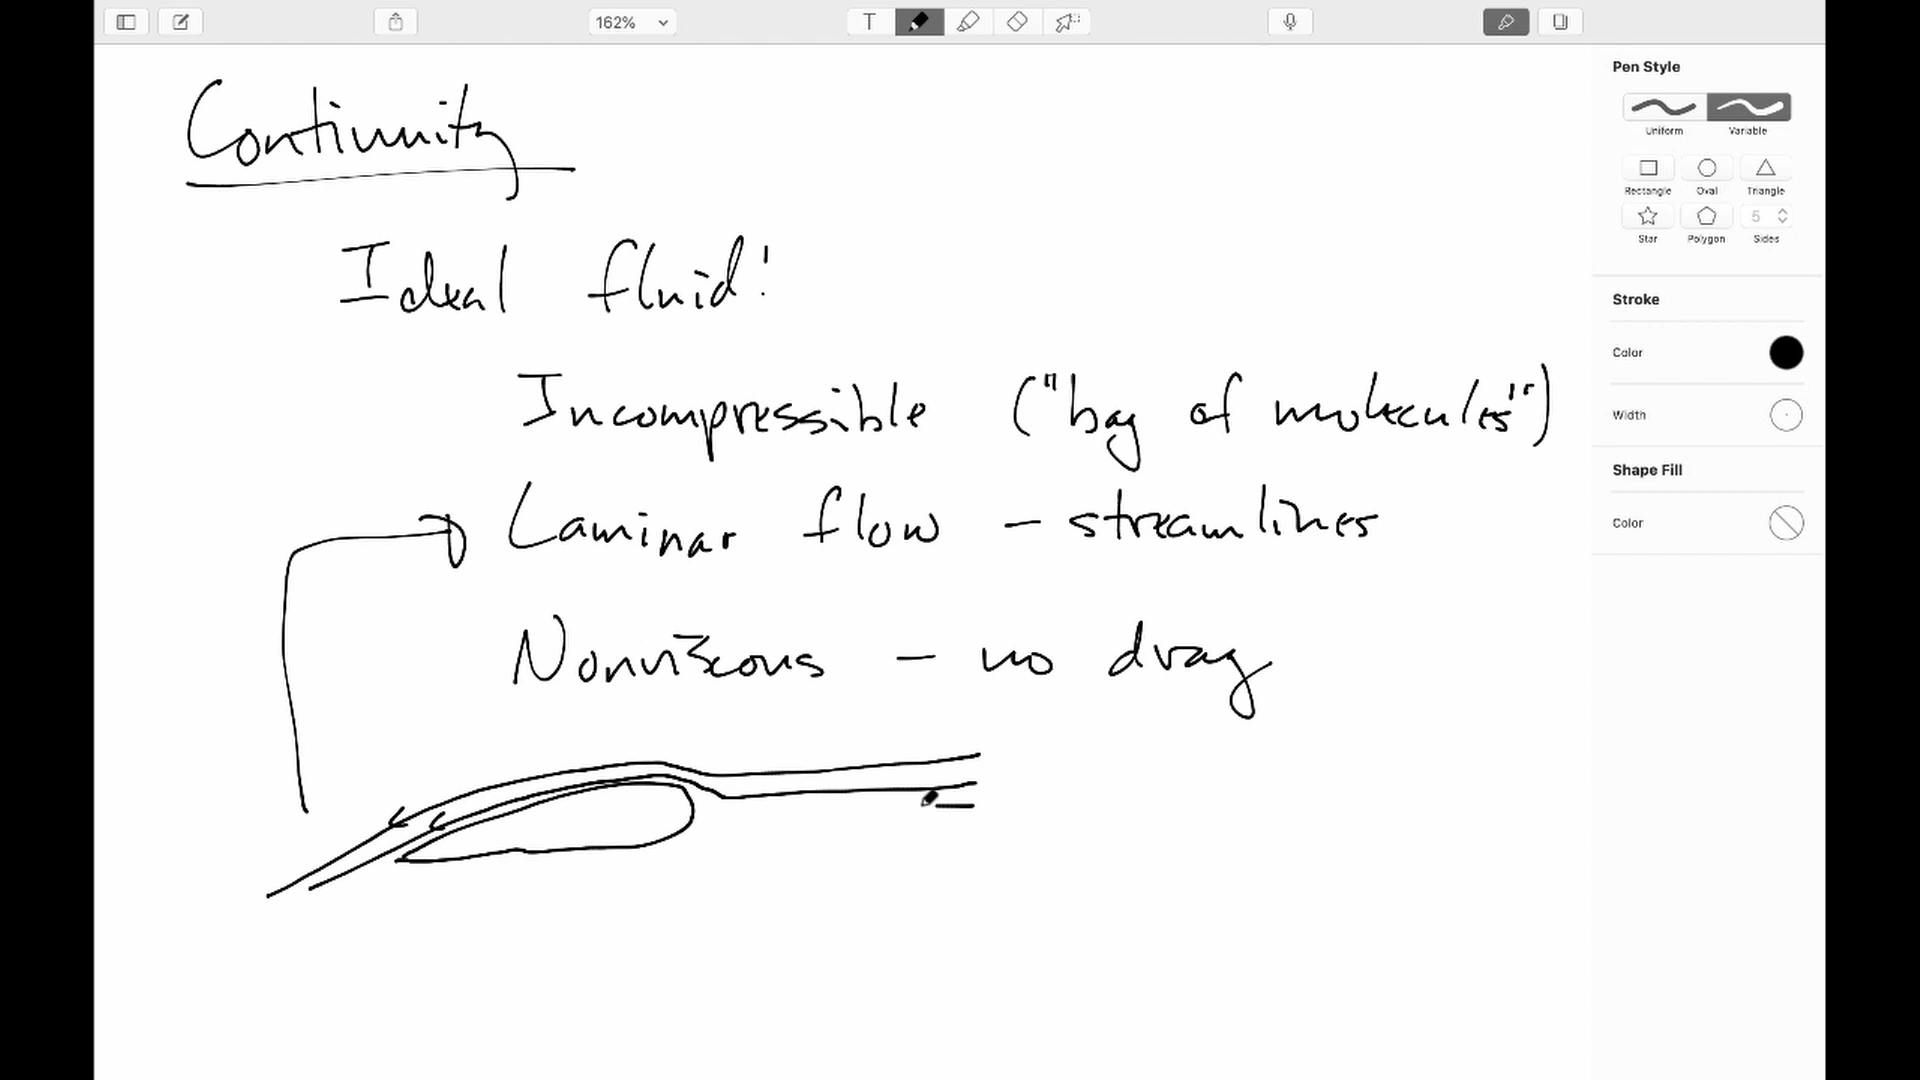 162%
T
Continuity
Ideal fluid:
Incompressible ("bag of molecules")
Laminar flow – streamlines
Nonviscous – no drag
Pen Style
Uniform Variable
Rectangle Oval Triangle
5
Star Polygon Sides
Stroke
Color
Width
Shape Fill
Color